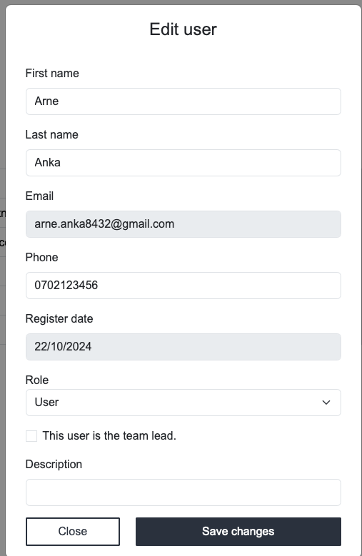 Edit user
First name
Arne
Last name
Anka
Email
arne.anka8432@gmail.com
Phone
0702123456
Register date
22/10/2024
Role
User
This user is the team lead.
Description
Close
Save changes